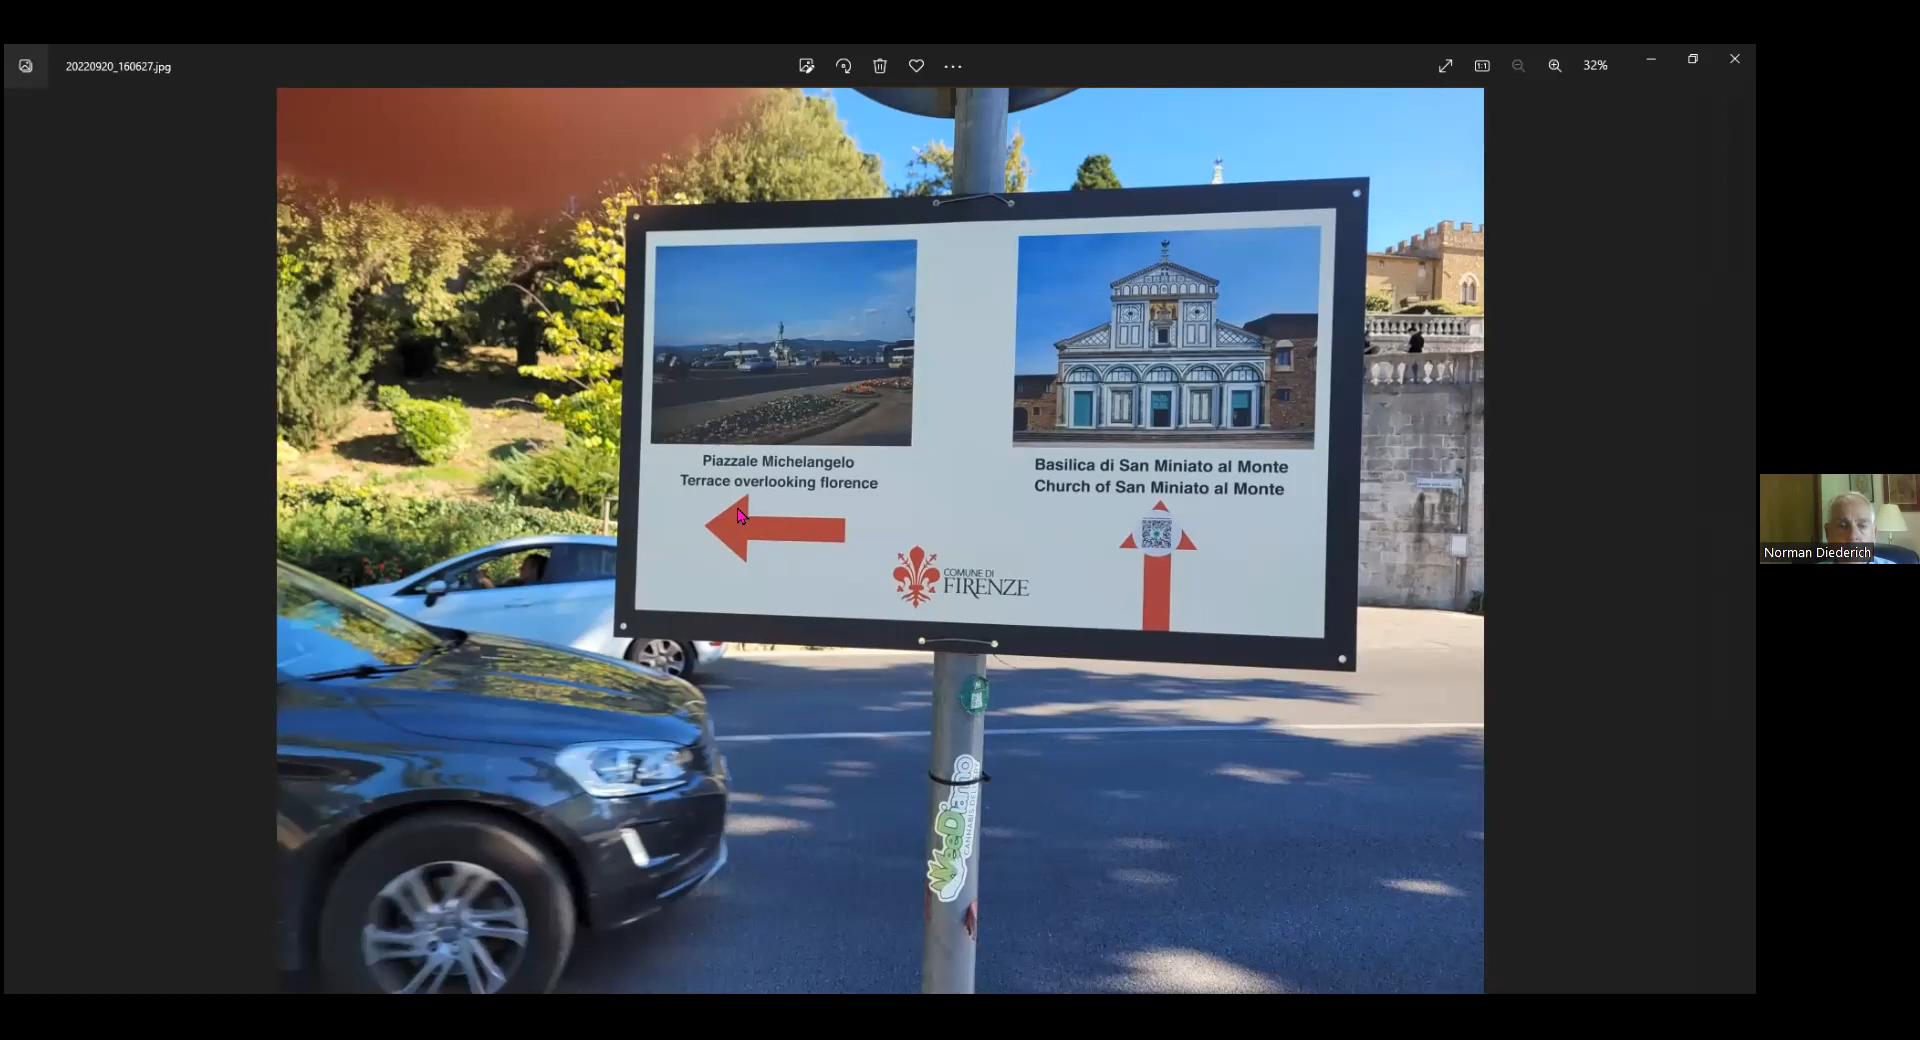 20220920_160627.jpg
32%
Piazzale Michelangelo
Terrace overlooking florence
Basilica di San Miniato al Monte
Church of San Miniato al Monte
COMUNE DI
FIRENZE
WeeDiamo
Norman Diederich